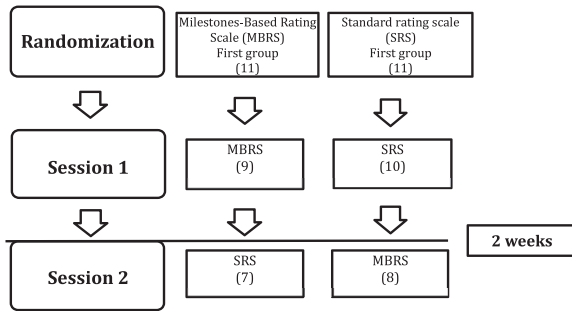 Randomization
Milestones-Based Rating
Scale (MBRS)
First group
(11)
Standard rating scale
(SRS)
First group
(11)
Session 1
MBRS
(9)
SRS
(10)
2 weeks
Session 2
SRS
(7)
MBRS
(8)